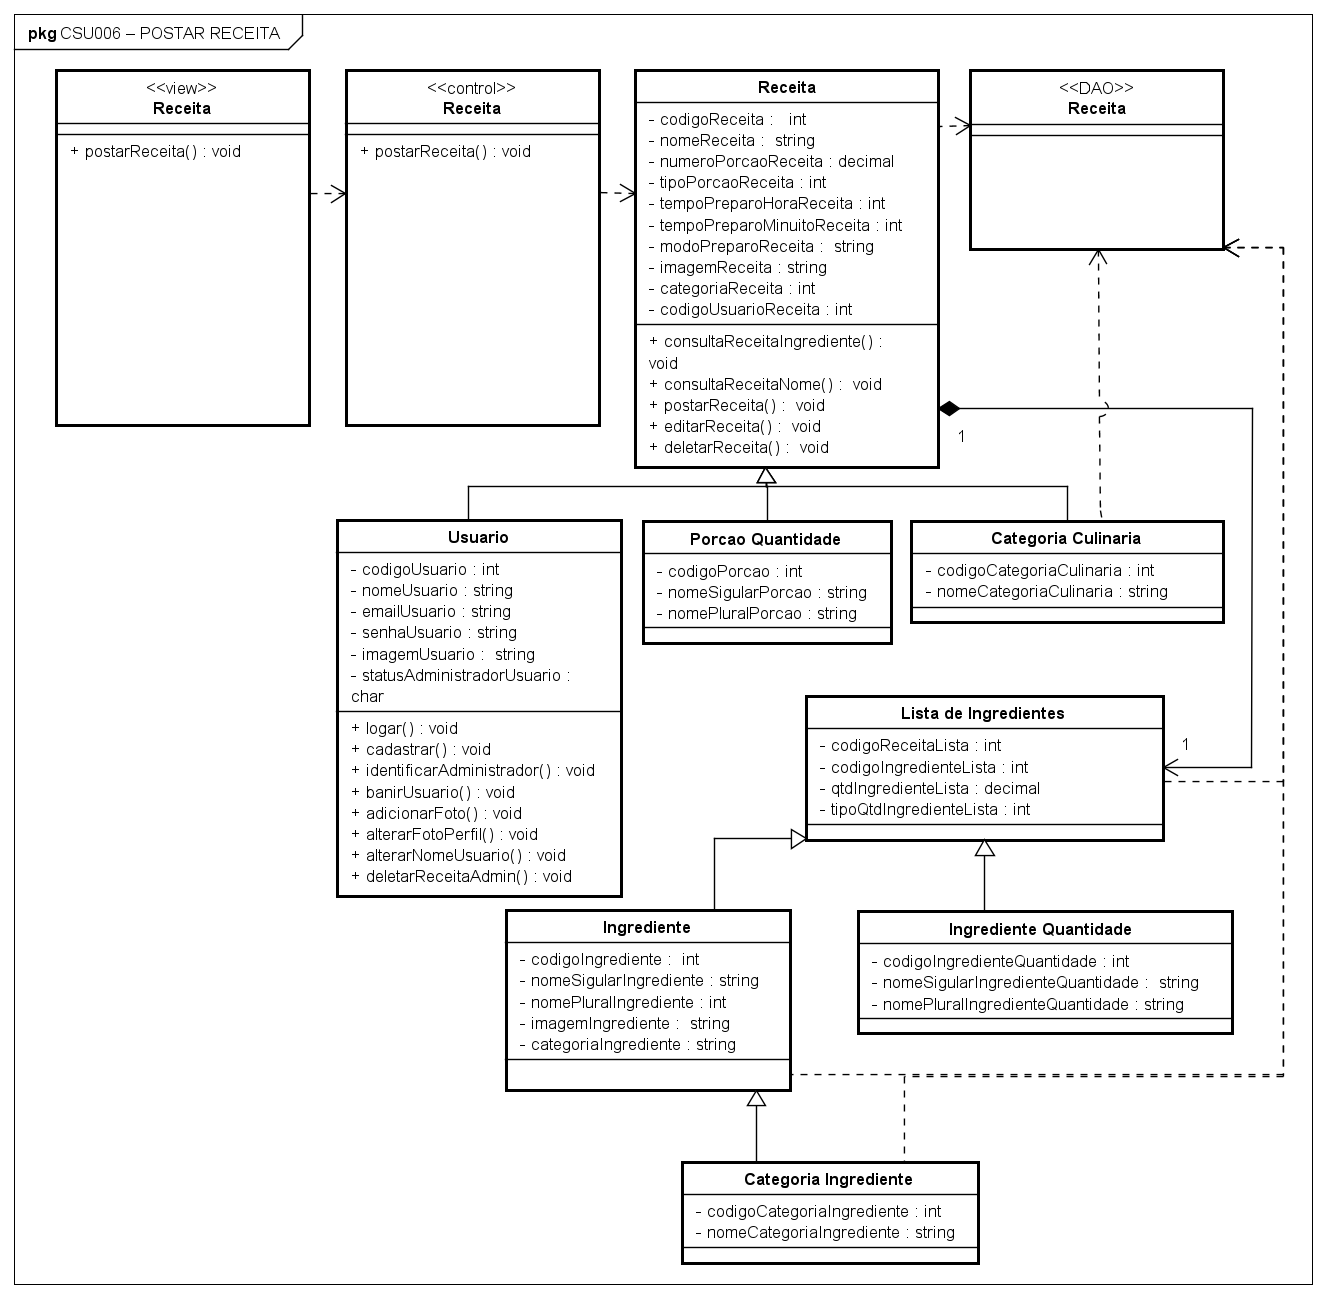 pkg CSU006 – POSTAR RECEITA
<<view>>
Receita
+ postarReceita() : void
<<control>>
Receita
+ postarReceita() : void
Receita
- codigoReceita : int
- nomeReceita : string
- numeroPorcaoReceita : decimal
- tipoPorcaoReceita : int
- tempoPreparoHoraReceita : int
- tempoPreparoMinuitoReceita : int
- modoPreparoReceita : string
- imagemReceita : string
- categoriaReceita : int
- codigoUsuarioReceita : int
+ consultaReceitaIngrediente() :
void
+ consultaReceitaNome() : void
+ postarReceita() : void
+ editarReceita() : void
+ deletarReceita() : void
<<DAO>>
Receita
1
Usuario
- codigoUsuario : int
- nomeUsuario : string
- emailUsuario : string
- senhaUsuario : string
- imagemUsuario : string
- statusAdministradorUsuario :
char
+ logar() : void
+ cadastrar() : void
+ identificarAdministrador() : void
+ banirUsuario() : void
+ adicionarFoto() : void
+ alterarFotoPerfil() : void
+ alterarNomeUsuario() : void
+ deletarReceitaAdmin() : void
Porcao Quantidade
- codigoPorcao : int
- nomeSigularPorcao : string
- nomePluralPorcao : string
Categoria Culinaria
- codigoCategoriaCulinaria : int
- nomeCategoriaCulinaria : string
Lista de Ingredientes
- codigoReceitaLista : int
- codigoIngredienteLista : int
- qtdIngredienteLista : decimal
- tipoQtdIngredienteLista : int
1
Ingrediente
- codigoIngrediente : int
- nomeSigularIngrediente : string
- nomePluralIngrediente : int
- imagemIngrediente : string
- categoriaIngrediente : string
Ingrediente Quantidade
- codigoIngredienteQuantidade : int
- nomeSigularIngredienteQuantidade : string
- nomePluralIngredienteQuantidade : string
Categoria Ingrediente
- codigoCategoriaIngrediente : int
- nomeCategoriaIngrediente : string